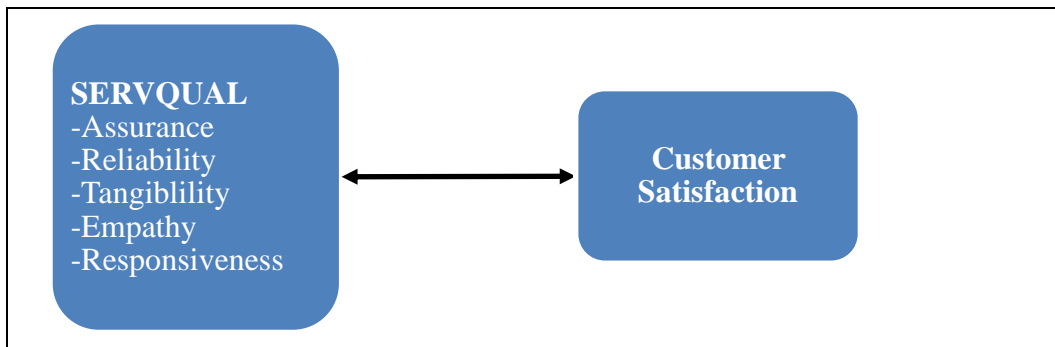 SERVQUAL
-Assurance
-Reliability
-Tangiblility
-Empathy
-Responsiveness
Customer
Satisfaction